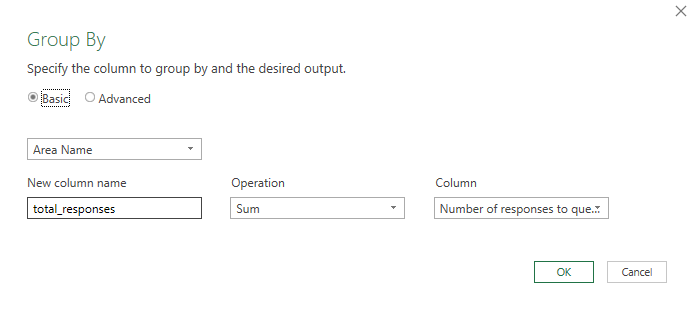 Group By
Specify the column to group by and the desired output.
Basic Advanced
Area Name
New column name Operation Column
total_responses Sum Number of responses to que...
OK Cancel